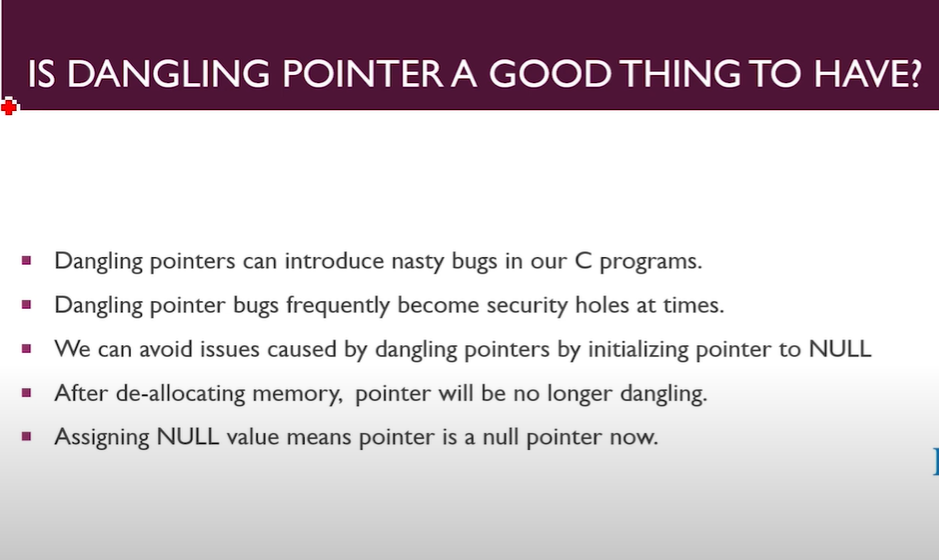 IS DANGLING POINTER A GOOD THING TO HAVE?
Dangling pointers can introduce nasty bugs in our C programs.
Dangling pointer bugs frequently become security holes at times.
We can avoid issues caused by dangling pointers by initializing pointer to NULL
After de-allocating memory, pointer will be no longer dangling.
Assigning NULL value means pointer is a null pointer now.